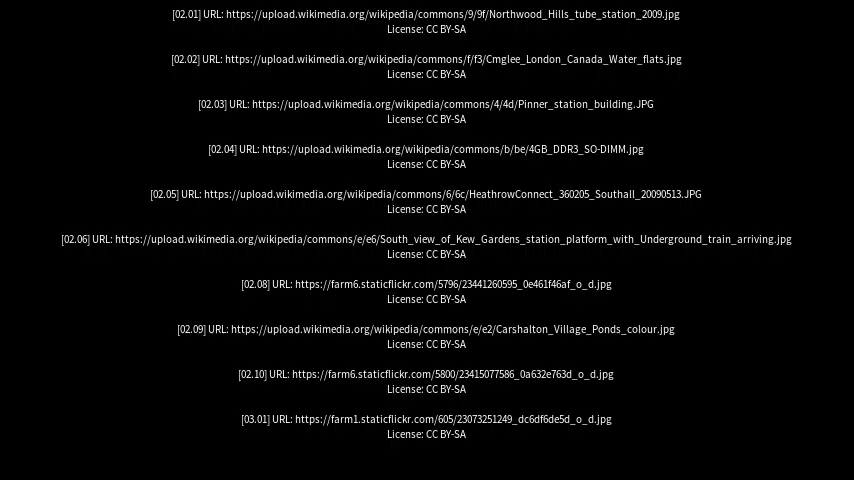 [02.01] URL: https://upload.wikimedia.org/wikipedia/commons/9/9f/Northwood_Hills_tube_station_2009.jpg
License: CC BY-SA
[02.02] URL: https://upload.wikimedia.org/wikipedia/commons/f/f3/Cmglee_London_Canada_Water_flats.jpg
License: CC BY-SA
[02.03] URL: https://upload.wikimedia.org/wikipedia/commons/4/4d/Pinner_station_building.JPG
License: CC BY-SA
[02.04] URL: https://upload.wikimedia.org/wikipedia/commons/b/be/4GB_DDR3_SO-DIMM.jpg
License: CC BY-SA
[02.05] URL: https://upload.wikimedia.org/wikipedia/commons/6/6c/HeathrowConnect_360205_Southall_20090513.JPG
License: CC BY-SA
[02.06] URL: https://upload.wikimedia.org/wikipedia/commons/e/e6/South_view_of_Kew_Gardens_station_platform_with_Underground_train_arriving.jpg
License: CC BY-SA
[02.08] URL: https://farm6.staticflickr.com/5796/23441260595_0e461f46af_o_d.jpg
License: CC BY-SA
[02.09] URL: https://upload.wikimedia.org/wikipedia/commons/e/e2/Carshalton_Village_Ponds_colour.jpg
License: CC BY-SA
[02.10] URL: https://farm6.staticflickr.com/5800/23415077586_0a632e763d_o_d.jpg
License: CC BY-SA
[03.01] URL: https://farm1.staticflickr.com/605/23073251249_dc6df6de5d_o_d.jpg
License: CC BY-SA